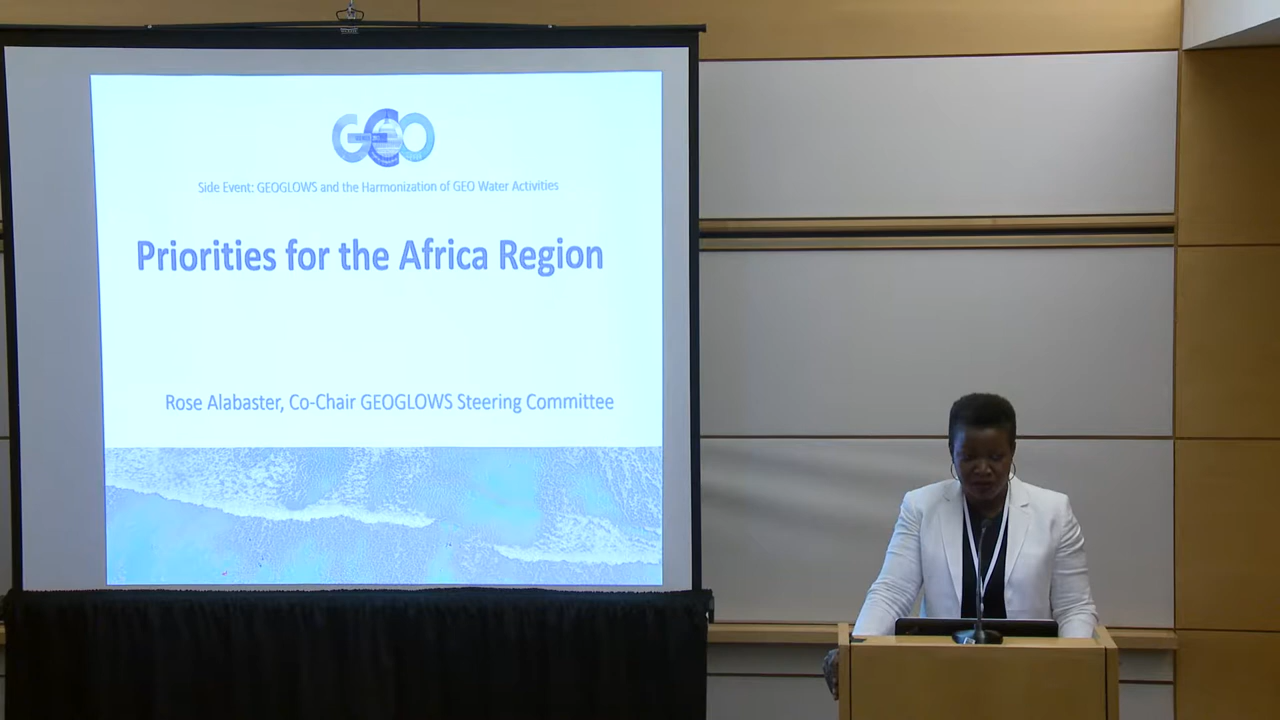 GEO
Side Event: GEOGLOWS and the Harmonization of GEO Water Activities
Priorities for the Africa Region
Rose Alabaster, Co-Chair GEOGLOWS Steering Committee